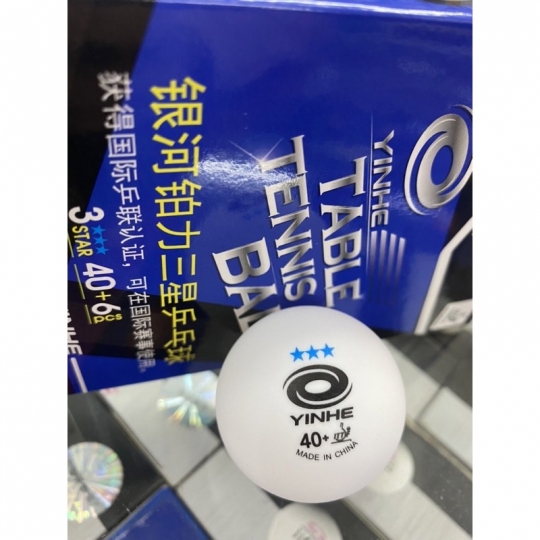 YINHE
TABLE
TENNIS
BAL
银河铂力三星乒乓球
获得国际乒联认证，可在国际赛事使用。
3 ★★★ 40+ 6
STAR PCS
★★★
YINHE
40+
MADE IN CHINA